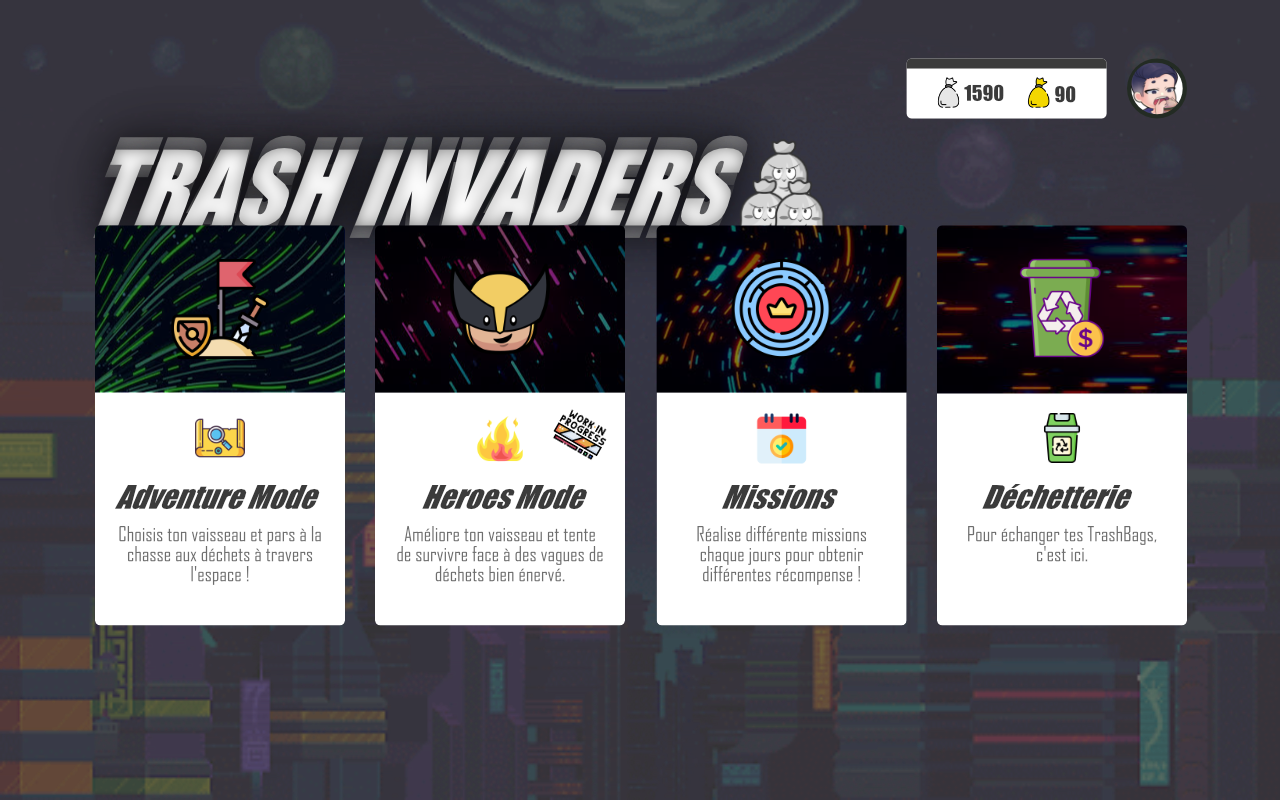 1590
90
TRASH INVADERS
WORK IN
PROGRESS
Adventure Mode
Choisis ton vaisseau et pars à la
chasse aux déchets à travers
l'espace !
Heroes Mode
Améliore ton vaisseau et tente
de survivre face à des vagues de
déchets bien énervé.
Missions
Réalise différente missions
chaque jours pour obtenir
différentes récompense !
Déchetterie
Pour échanger tes TrashBags,
c'est ici.
$